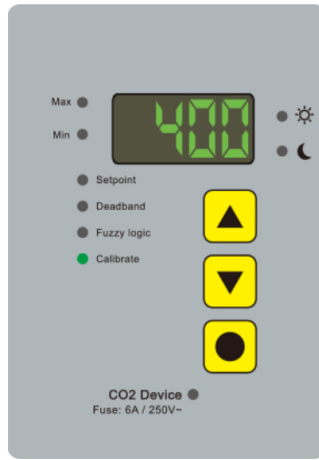 Max
400
Min
Setpoint
Deadband
Fuzzy logic
Calibrate
CO2 Device
Fuse: 6A / 250V~